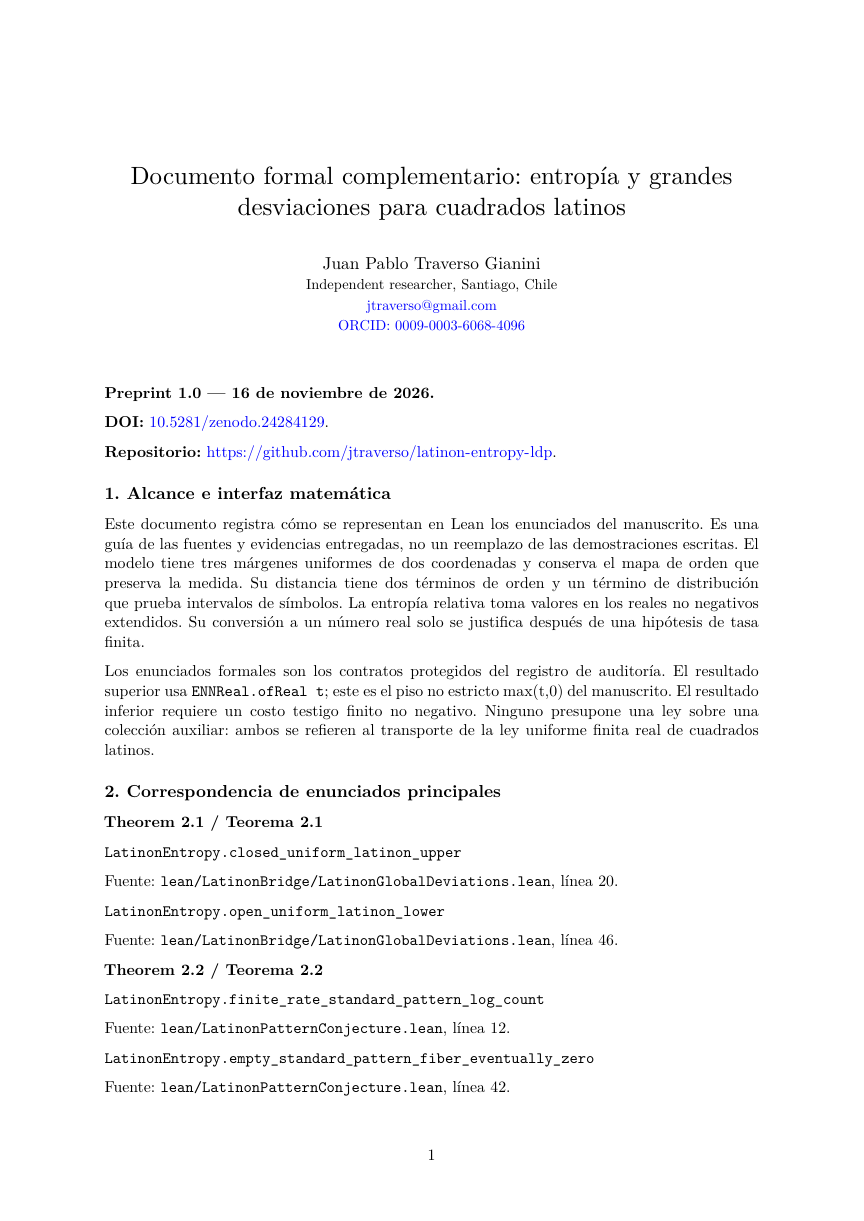 Documento formal complementario: entropía y grandes
desviaciones para cuadrados latinos
Juan Pablo Traverso Gianini
Independent researcher, Santiago, Chile
jtraverso@gmail.com
ORCID: 0009-0003-6068-4096
Preprint 1.0 — 16 de noviembre de 2026.
DOI: 10.5281/zenodo.24284129.
Repositorio: https://github.com/jtraverso/latinon-entropy-ldp.
1. Alcance e interfaz matemática
Este documento registra cómo se representan en Lean los enunciados del manuscrito. Es una
guía de las fuentes y evidencias entregadas, no un reemplazo de las demostraciones escritas. El
modelo tiene tres márgenes uniformes de dos coordenadas y conserva el mapa de orden que
preserva la medida. Su distancia tiene dos términos de orden y un término de distribución
que prueba intervalos de símbolos. La entropía relativa toma valores en los reales no negativos
extendidos. Su conversión a un número real solo se justifica después de una hipótesis de tasa
finita.
Los enunciados formales son los contratos protegidos del registro de auditoría. El resultado
superior usa ENNReal.ofReal t; este es el piso no estricto max(t,0) del manuscrito. El resultado
inferior requiere un costo testigo finito no negativo. Ninguno presupone una ley sobre una
colección auxiliar: ambos se refieren al transporte de la ley uniforme finita real de cuadrados
latinos.
2. Correspondencia de enunciados principales
Theorem 2.1 / Teorema 2.1
LatinonEntropy.closed_uniform_latinon_upper
Fuente: lean/LatinonBridge/LatinonGlobalDeviations.lean, línea 20.
LatinonEntropy.open_uniform_latinon_lower
Fuente: lean/LatinonBridge/LatinonGlobalDeviations.lean, línea 46.
Theorem 2.2 / Teorema 2.2
LatinonEntropy.finite_rate_standard_pattern_log_count
Fuente: lean/LatinonPatternConjecture.lean, línea 12.
LatinonEntropy.empty_standard_pattern_fiber_eventually_zero
Fuente: lean/LatinonPatternConjecture.lean, línea 42.
1